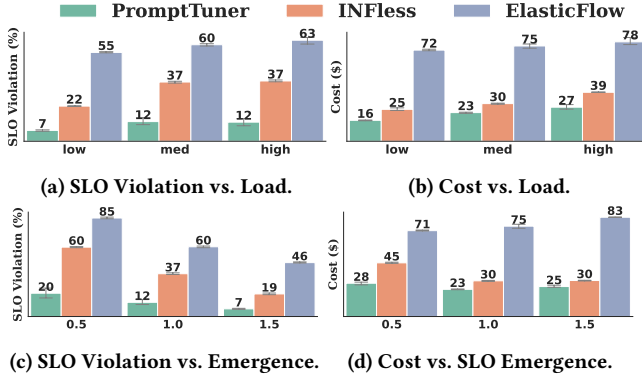 PromptTuner INFless ElasticFlow
SLO Violation (%)
7 22 55 12 37 60 12 37 63
low med high
Cost ($)
16 25 72 23 30 75 27 39 78
low med high
(a) SLO Violation vs. Load.
(b) Cost vs. Load.
SLO Violation (%)
20 60 85 12 37 60 7 19 46
0.5 1.0 1.5
Cost ($)
28 45 71 23 30 75 25 30 83
0.5 1.0 1.5
(c) SLO Violation vs. Emergence.
(d) Cost vs. SLO Emergence.